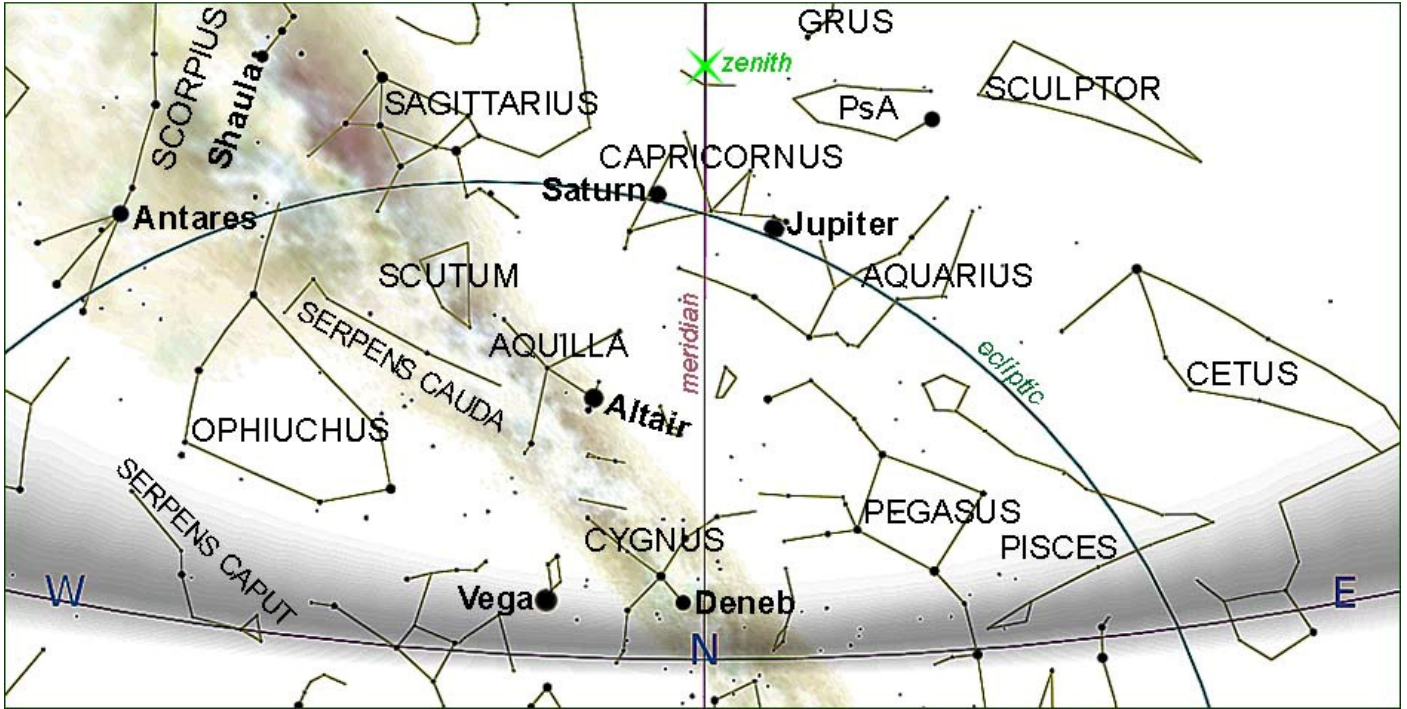 GRUS
SCORPIUS
Shaula
zenith
SAGITTARIUS
PsA
SCULPTOR
CAPRICORNUS
Saturn
Antares
Jupiter
SCUTUM
AQUARIUS
SERPENS CAUDA
AQUILLA
meridian
ecliptic
CETUS
Altair
OPHIUCHUS
SERPENS CAPUT
PEGASUS
CYGNUS
PISCES
W
Vega
Deneb
E
N